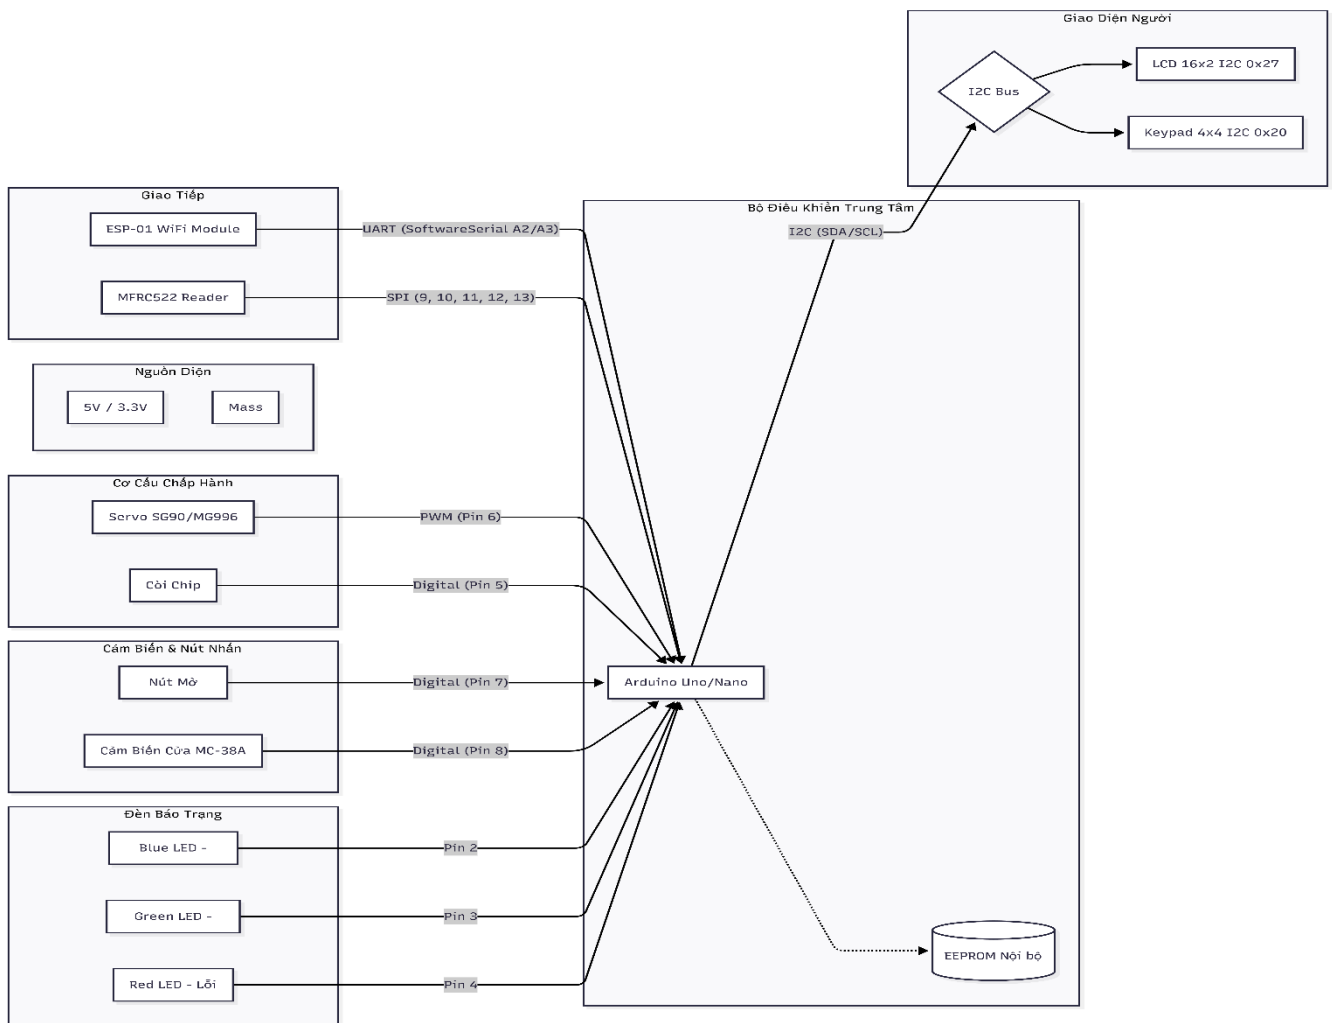 Giao Diện Người
I2C Bus
LCD 16x2 I2C 0x27
Keypad 4x4 I2C 0x20
Giao Tiếp
ESP-01 WiFi Module
UART (SoftwareSerial A2/A3)
MFRC522 Reader
SPI (9, 10, 11, 12, 13)
Bộ Điều Khiển Trung Tâm
I2C (SDA/SCL)
Nguồn Điện
5V / 3.3V
Mass
Cơ Cấu Chấp Hành
Servo SG90/MG996
PWM (Pin 6)
Còi Chip
Digital (Pin 5)
Cảm Biến & Nút Nhấn
Nút Mở
Digital (Pin 7)
Arduino Uno/Nano
Cảm Biến Cửa MC-38A
Digital (Pin 8)
Đèn Báo Trạng
Blue LED -
Pin 2
Green LED -
Pin 3
Red LED - Lỗi
Pin 4
EEPROM Nội bộ